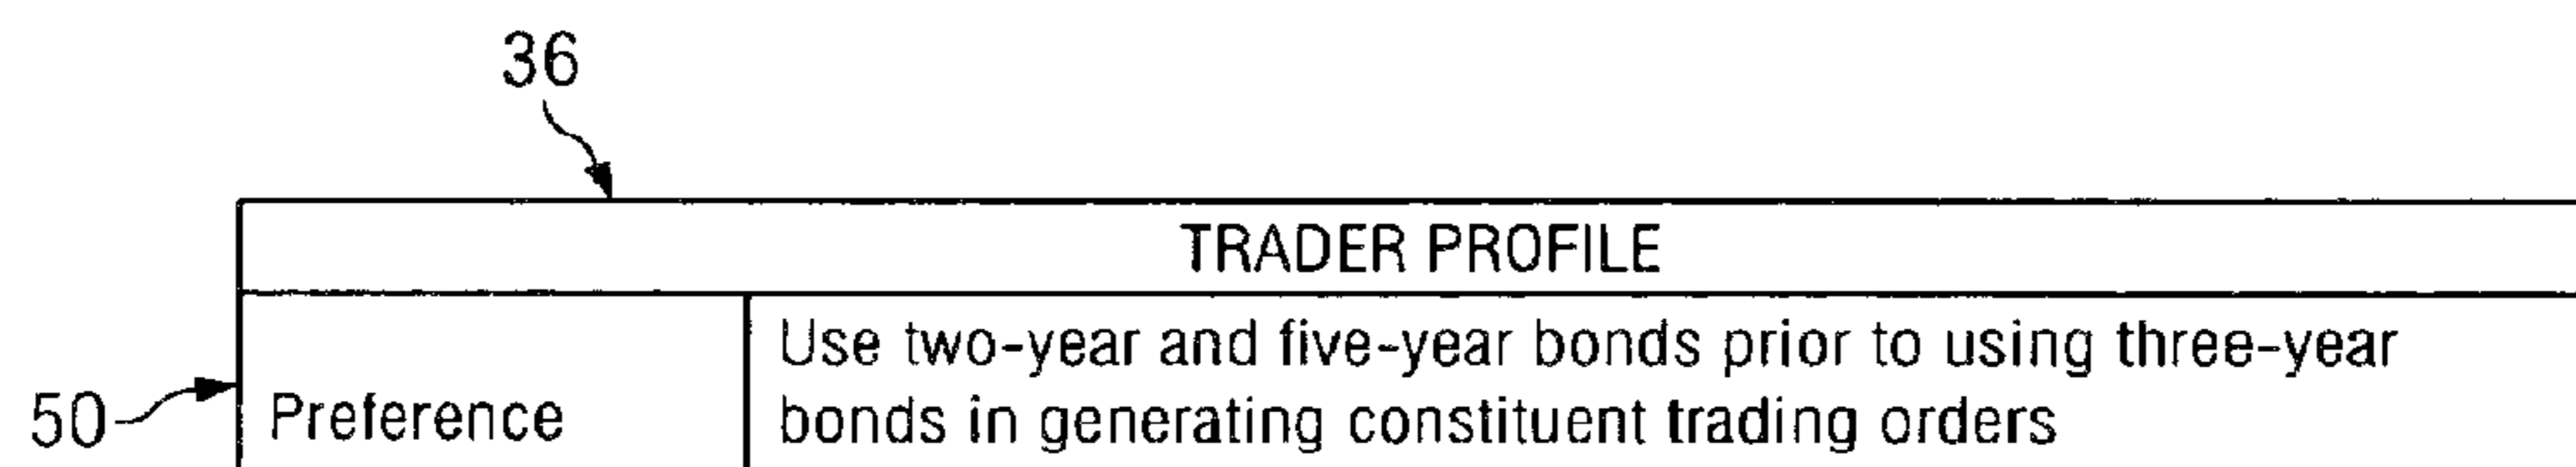 36
TRADER PROFILE
Use two-year and five-year bonds prior to using three-year
50 Preference bonds in generating constituent trading orders